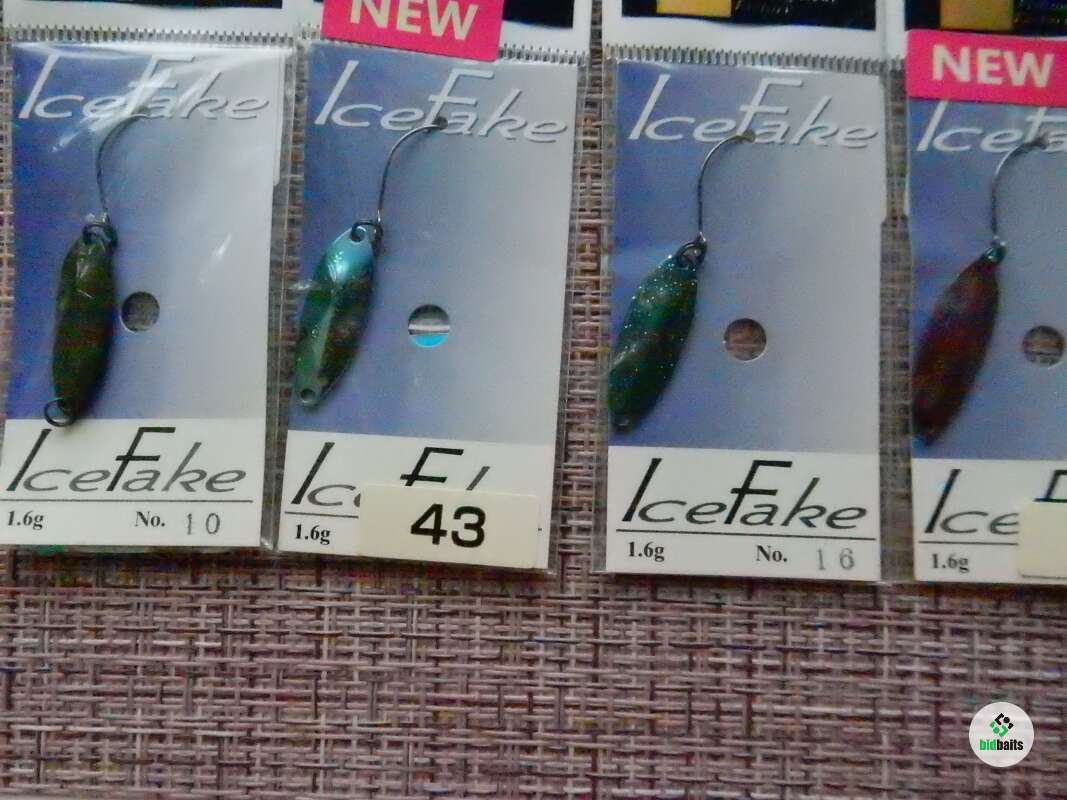 NEW
IceFake
IceFake
1.6g No. 10
IceFake
1.6g
43
IceFake
IceFake
1.6g No. 16
NEW
1.6g
bidbaits